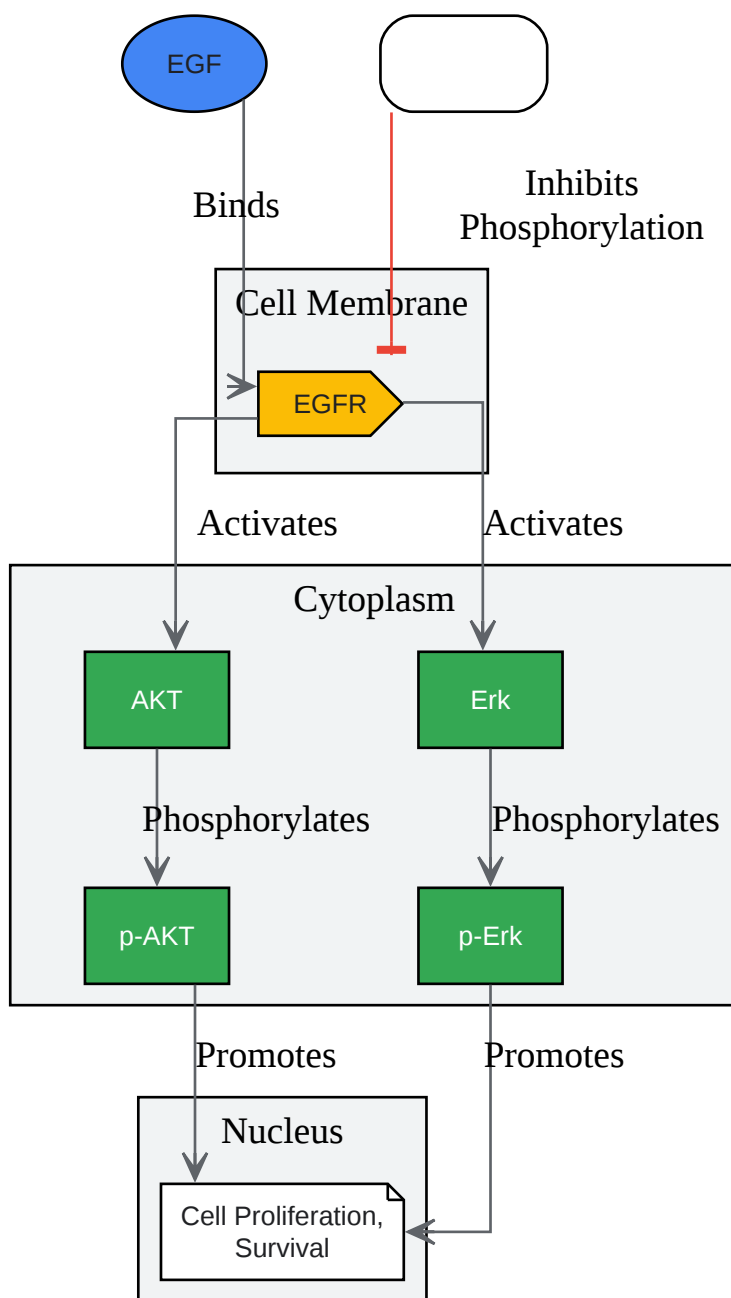 EGF
Binds
Inhibits
Phosphorylation
Cell Membrane
EGFR
Activates
Activates
Cytoplasm
AKT
Erk
Phosphorylates
Phosphorylates
p-AKT
p-Erk
Promotes
Promotes
Nucleus
Cell Proliferation,
Survival